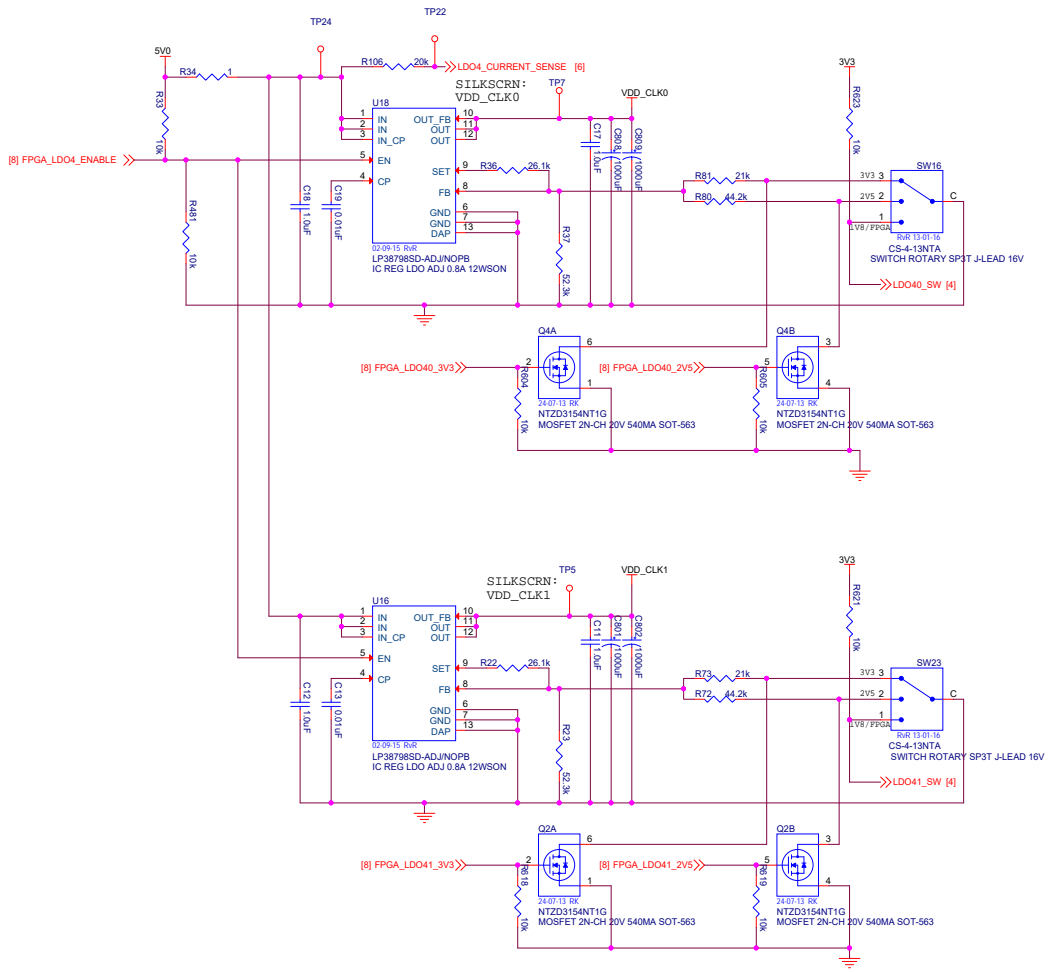 TP24
TP22
5V0
R34 1
R106 20k
LDO4_CURRENT_SENSE [6]
SILKSCRN:
VDD_CLK0
TP7
VDD_CLK0
3V3
R33
10k
R623
10k
U18
1 IN OUT_FB 10
2 IN OUT 11
3 IN_CP OUT 12
[8] FPGA_LDO4_ENABLE
5 EN
4 CP
SET 9
FB 8
GND 6
GND 7
DAP 13
R36 26.1k
C17
1.0uF
C808
1000uF
C809
1000uF
R81 21k
R80 44.2k
SW16
3V3 3
2V5 2
1
1V8/FPGA
C
R481
10k
C18
1.0uF
C19
0.01uF
R37
52.3k
02-09-15 RvR
LP38798SD-ADJ/NOPB
IC REG LDO ADJ 0.8A 12WSON
RvR 13-01-16
CS-4-13NTA
SWITCH ROTARY SP3T J-LEAD 16V
LDO40_SW [4]
Q4A
6
2
1
[8] FPGA_LDO40_3V3
R604
10k
24-07-13 RK
NTZD3154NT1G
MOSFET 2N-CH 20V 540MA SOT-563
Q4B
3
5
4
[8] FPGA_LDO40_2V5
R605
10k
24-07-13 RK
NTZD3154NT1G
MOSFET 2N-CH 20V 540MA SOT-563
SILKSCRN:
VDD_CLK1
TP5
VDD_CLK1
3V3
R621
10k
U16
1 IN OUT_FB 10
2 IN OUT 11
3 IN_CP OUT 12
5 EN
4 CP
SET 9
FB 8
GND 6
GND 7
DAP 13
R22 26.1k
C11
1.0uF
C801
1000uF
C802
1000uF
R73 21k
R72 44.2k
SW23
3V3 3
2V5 2
1
1V8/FPGA
C
C12
1.0uF
C13
0.01uF
R23
52.3k
02-09-15 RvR
LP38798SD-ADJ/NOPB
IC REG LDO ADJ 0.8A 12WSON
RvR 13-01-16
CS-4-13NTA
SWITCH ROTARY SP3T J-LEAD 16V
LDO41_SW [4]
Q2A
6
2
1
[8] FPGA_LDO41_3V3
R618
10k
24-07-13 RK
NTZD3154NT1G
MOSFET 2N-CH 20V 540MA SOT-563
Q2B
3
5
4
[8] FPGA_LDO41_2V5
R619
10k
24-07-13 RK
NTZD3154NT1G
MOSFET 2N-CH 20V 540MA SOT-563